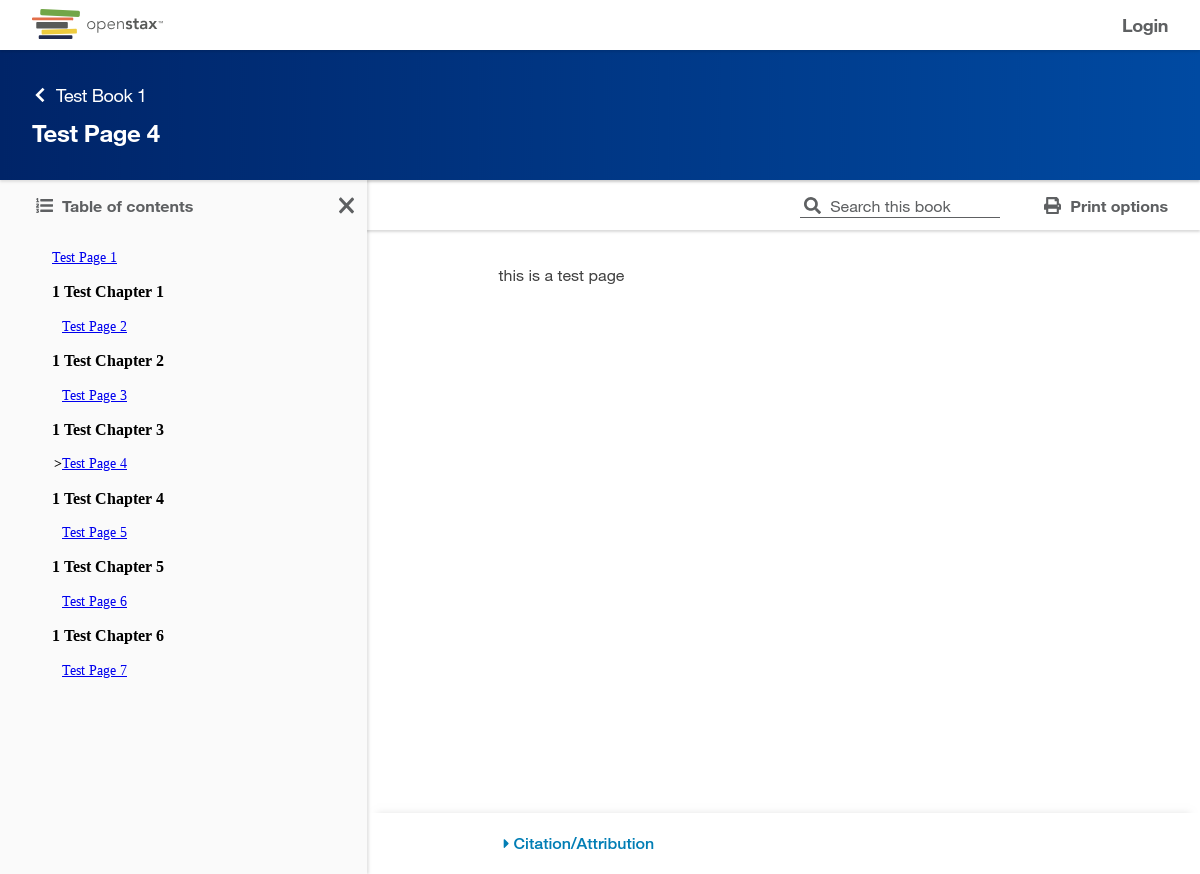 openstax™
Login
Test Book 1
Test Page 4
Table of contents
Search this book
Print options
Test Page 1
1 Test Chapter 1
Test Page 2
1 Test Chapter 2
Test Page 3
1 Test Chapter 3
>Test Page 4
1 Test Chapter 4
Test Page 5
1 Test Chapter 5
Test Page 6
1 Test Chapter 6
Test Page 7
this is a test page
Citation/Attribution